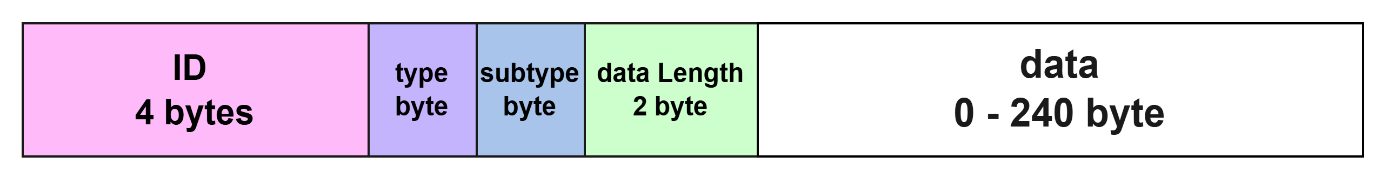 ID
4 bytes
type
byte
subtype
byte
data Length
2 byte
data
0 - 240 byte